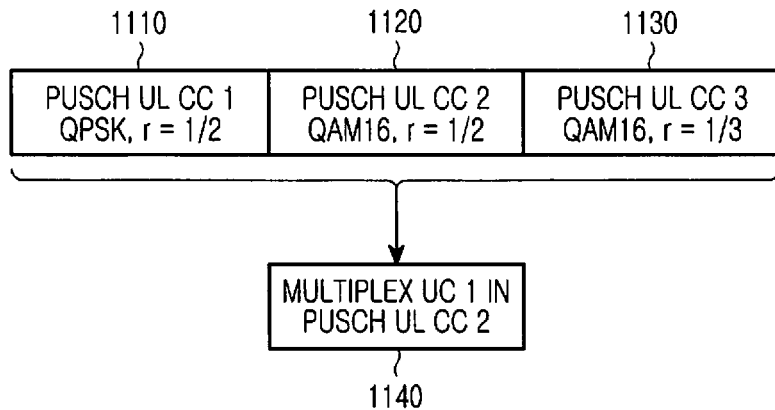 1110
1120
1130
PUSCH UL CC 1
QPSK, r = 1/2
PUSCH UL CC 2
QAM16, r = 1/2
PUSCH UL CC 3
QAM16, r = 1/3
MULTIPLEX UC 1 IN
PUSCH UL CC 2
1140